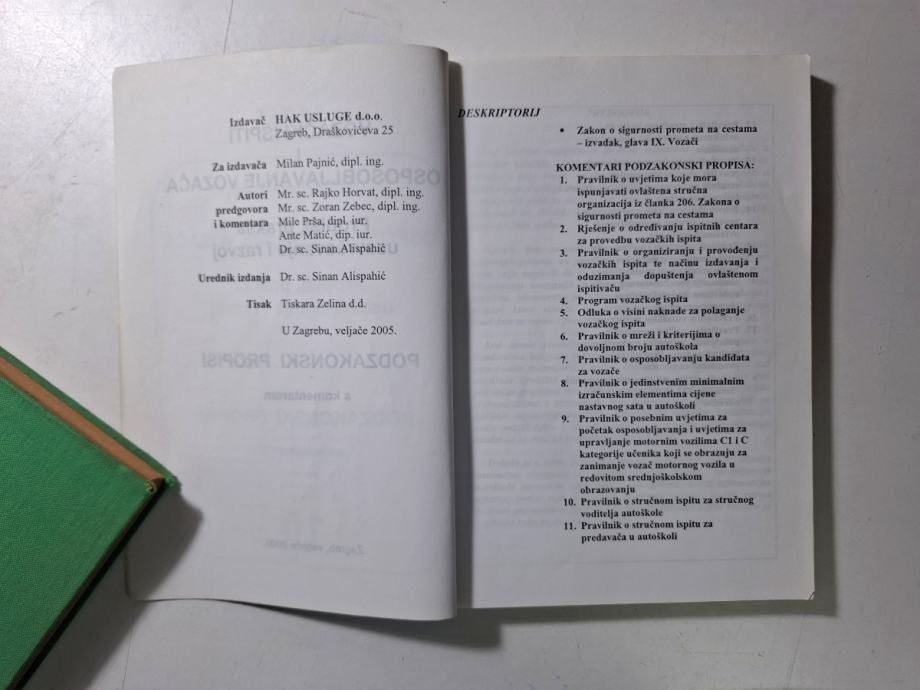 Izdavač HAK USLUGE d.o.o.
Zagreb, Draškovićeva 25
Za izdavača Milan Pajnić, dipl. ing.
Autori Mr. sc. Rajko Horvat, dipl. ing.
predgovora Mr. sc. Zoran Zebec, dipl. ing.
i komentara Mile Prša, dipl. iur.
Ante Matić, dip. iur.
Dr. sc. Sinan Alispahić
Urednik izdanja Dr. sc. Sinan Alispahić
Tisak Tiskara Zelina d.d.
U Zagrebu, veljače 2005.
DESKRIPTORIJ
• Zakon o sigurnosti prometa na cestama
– izvadak, glava IX. Vozači
KOMENTARI PODZAKONSKI PROPISA:
1. Pravilnik o uvjetima koje mora
ispunjavati ovlaštena stručna
organizacija iz članka 206. Zakona o
sigurnosti prometa na cestama
2. Rješenje o određivanju ispitnih centara
za provedbu vozačkih ispita
3. Pravilnik o organiziranju i provođenju
vozačkih ispita te načinu izdavanja i
oduzimanja dopuštenja ovlaštenom
ispitivaču
4. Program vozačkog ispita
5. Odluka o visini naknade za polaganje
vozačkog ispita
6. Pravilnik o mreži i kriterijima o
dovoljnom broju autoškola
7. Pravilnik o osposobljavanju kandidata
za vozače
8. Pravilnik o jedinstvenim minimalnim
izračunskim elementima cijene
nastavnog sata u autoškoli
9. Pravilnik o posebnim uvjetima za
početak osposobljavanja i uvjetima za
upravljanje motornim vozilima C1 i C
kategorije učenika koji se obrazuju za
zanimanje vozač motornog vozila u
redovitom srednjoškolskom
obrazovanju
10. Pravilnik o stručnom ispitu za stručnog
voditelja autoškole
11. Pravilnik o stručnom ispitu za
predavača u autoškoli